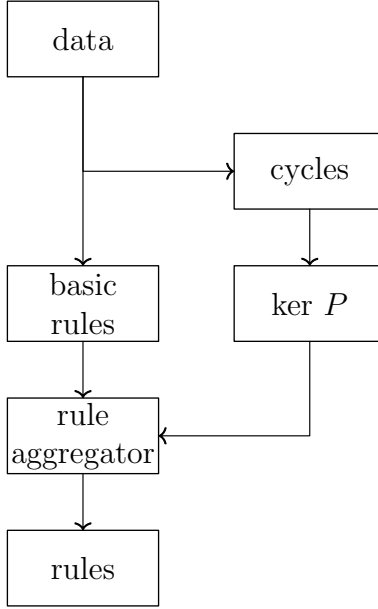 data
cycles
basic
rules
ker P
rule
aggregator
rules